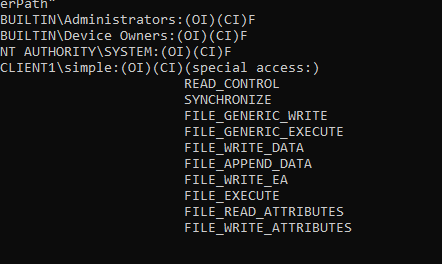 erPath"
BUILTIN\Administrators:(OI)(CI)F
BUILTIN\Device Owners:(OI)(CI)F
NT AUTHORITY\SYSTEM:(OI)(CI)F
CLIENT1\simple:(OI)(CI)(special access:)
READ_CONTROL
SYNCHRONIZE
FILE_GENERIC_WRITE
FILE_GENERIC_EXECUTE
FILE_WRITE_DATA
FILE_APPEND_DATA
FILE_WRITE_EA
FILE_EXECUTE
FILE_READ_ATTRIBUTES
FILE_WRITE_ATTRIBUTES